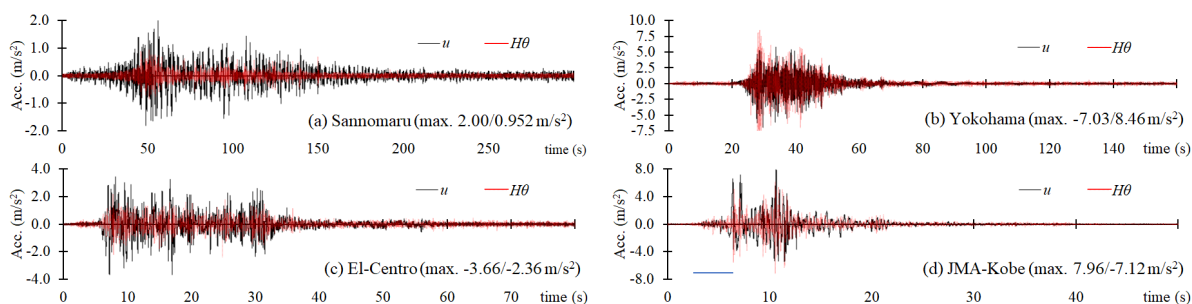 2.0
1.0
0.0
-1.0
-2.0
Acc. (m/s²)
u Hθ
(a) Sannomaru (max. 2.00/0.952 m/s²)
0 50 100 150 200 250 time (s)
10.0
7.5
5.0
2.5
0.0
-2.5
-5.0
-7.5
Acc. (m/s²)
u Hθ
(b) Yokohama (max. -7.03/8.46 m/s²)
0 20 40 60 80 100 120 140 time (s)
4.0
2.0
0.0
-2.0
-4.0
Acc. (m/s²)
u Hθ
(c) El-Centro (max. -3.66/-2.36 m/s²)
0 10 20 30 40 50 60 70 80 time (s)
8.0
4.0
0.0
-4.0
-8.0
Acc. (m/s²)
u Hθ
(d) JMA-Kobe (max. 7.96/-7.12 m/s²)
0 10 20 30 40 time (s)